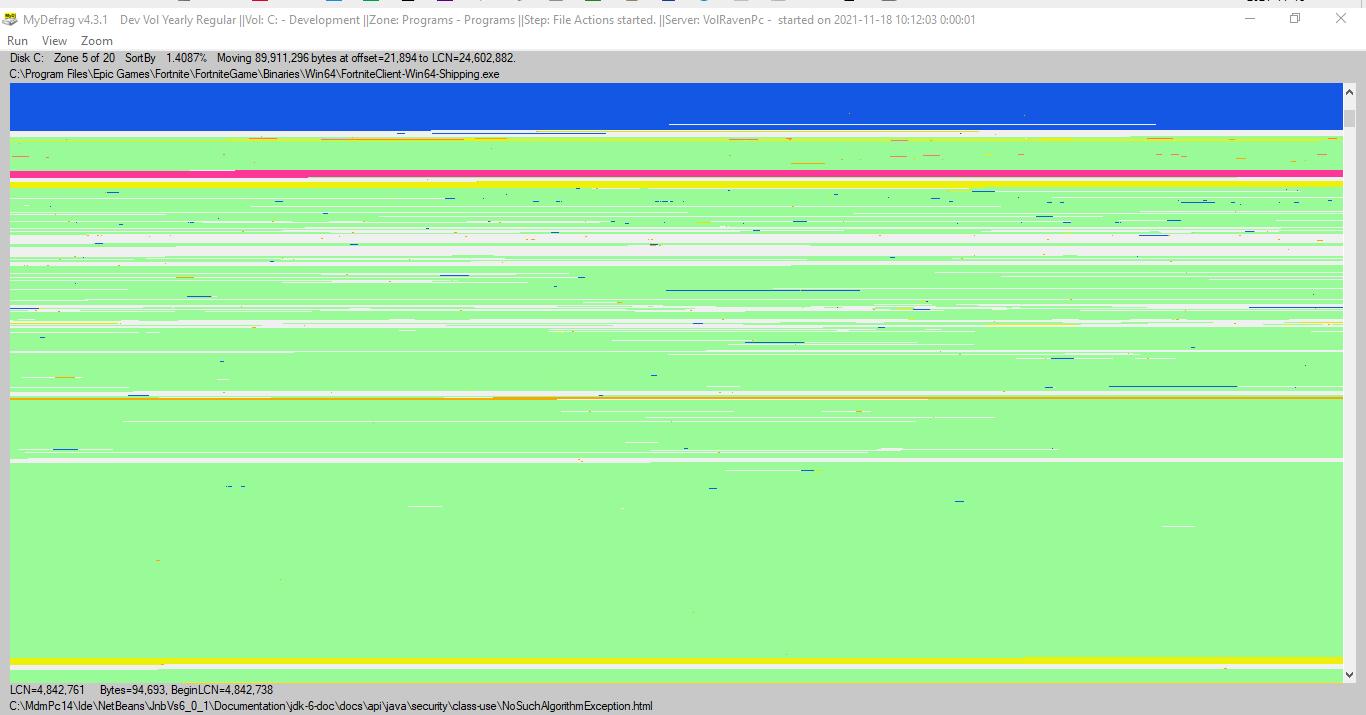 MyDefrag v4.3.1 Dev Vol Yearly Regular ||Vol: C: - Development ||Zone: Programs - Programs ||Step: File Actions started. ||Server: VolRavenPc - started on 2021-11-18 10:12:03 0:00:01
Run View Zoom
Disk C: Zone 5 of 20 SortBy 1.4087% Moving 89,911,296 bytes at offset=21,894 to LCN=24,602,882.
C:\Program Files\Epic Games\Fortnite\FortniteGame\Binaries\Win64\FortniteClient-Win64-Shipping.exe
LCN=4,842,761 Bytes=94,693, BeginLCN=4,842,738
C:\MdmPc14\Ide\NetBeans\JnbVs6_0_1\Documentation\jdk-6-doc\docs\api\java\security\class-use\NoSuchAlgorithmException.html